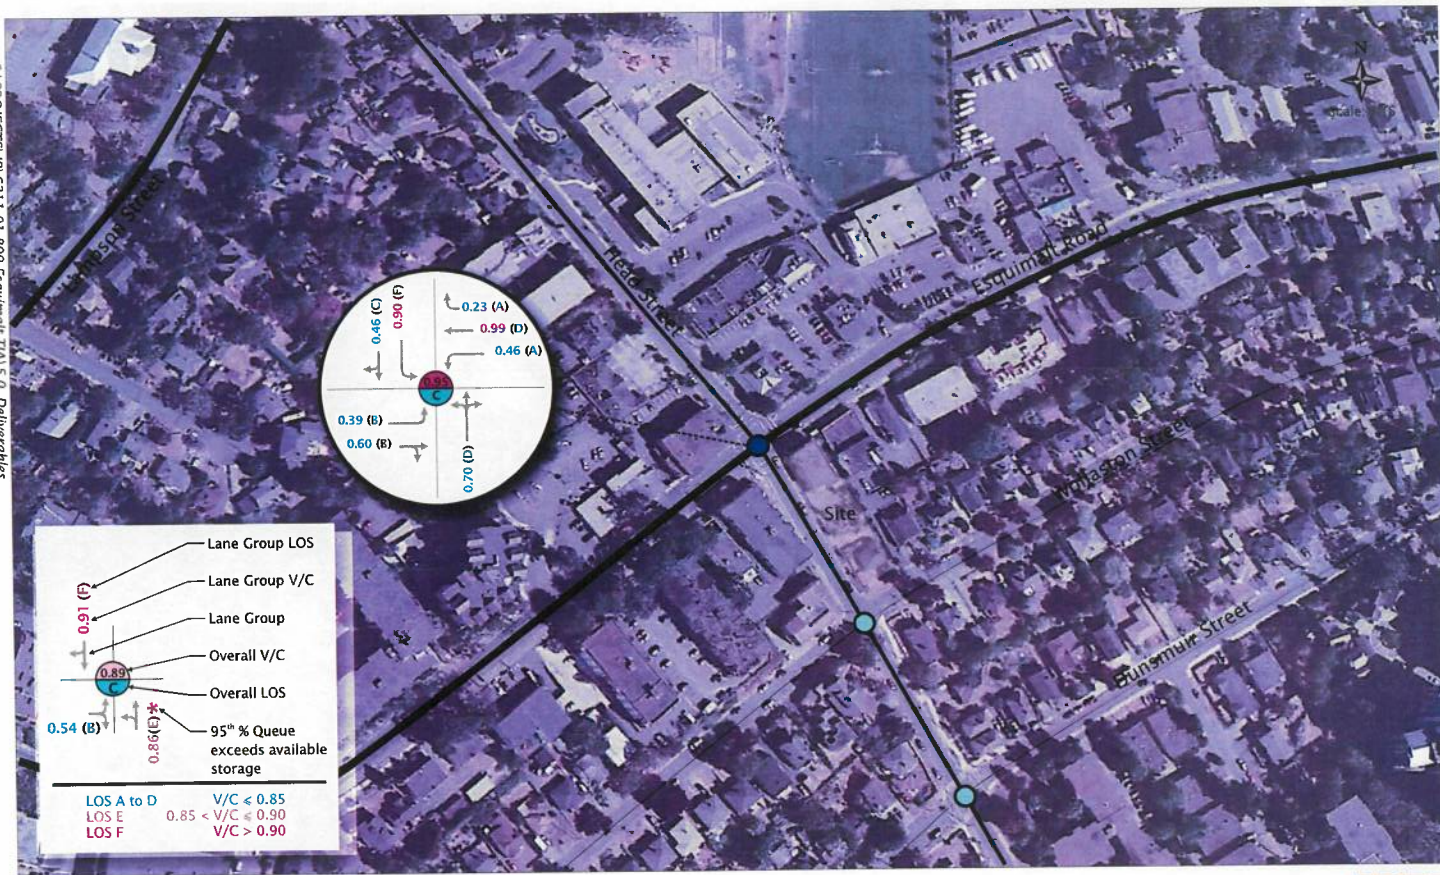 N
Lampson Street
Head Street
Esquimalt Road
Wollaston Street
Dunsmuir Street
Site
0.46 (C)
0.90 (F)
0.23 (A)
0.99 (D)
0.46 (A)
0.95
C
0.39 (B)
0.60 (B)
0.70 (D)
Lane Group LOS
0.91 (F)
Lane Group V/C
Lane Group
Overall V/C
0.89
C
Overall LOS
0.54 (B)
0.86(E)*
95th % Queue
exceeds available
storage
LOS A to D V/C ⩽ 0.85
LOS E 0.85 < V/C ⩽ 0.90
LOS F V/C > 0.90